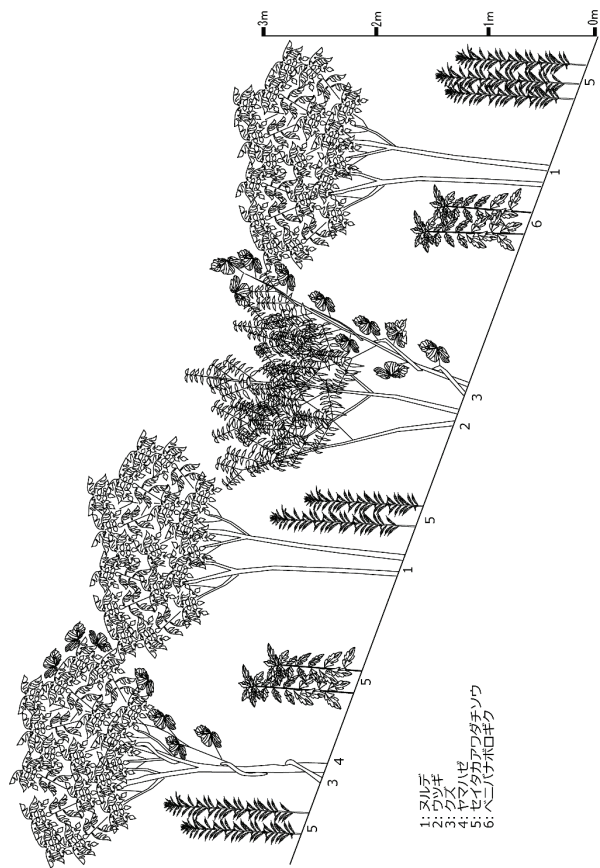 3m
2m
1m
0m
5
3
4
5
1
5
2
3
6
1
5
1: ヌルデ
2: ウツギ
3: クズ
4: ヤマハゼ
5: セイタカアワダチソウ
6: ベニバナボロギク